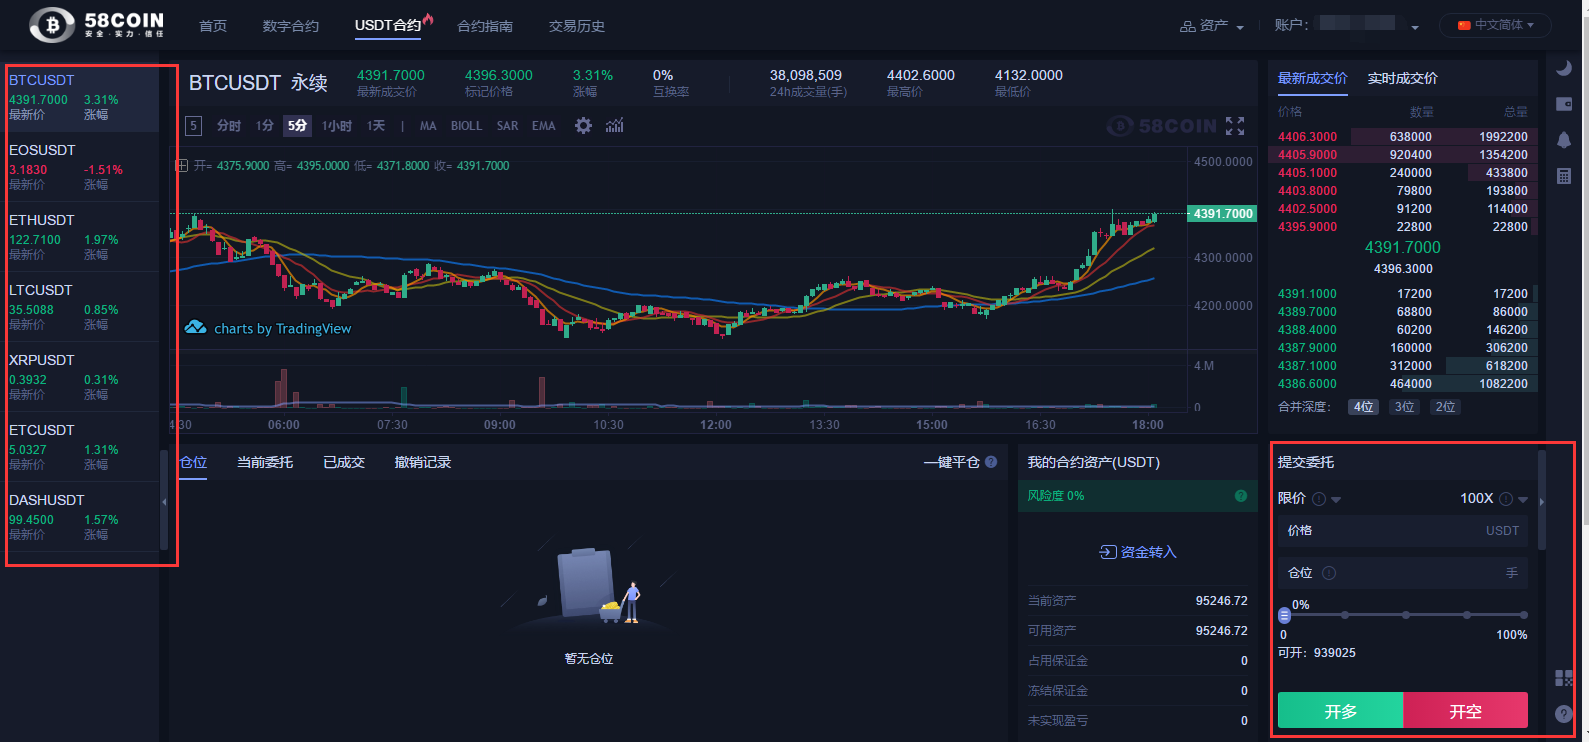 58COIN
安全·实力·信任
首页 数字合约 USDT合约 合约指南 交易历史
资产 账户： 中文简体
BTCUSDT
4391.7000 3.31%
最新价 涨幅
EOSUSDT
3.1830 -1.51%
最新价 涨幅
ETHUSDT
122.7100 1.97%
最新价 涨幅
LTCUSDT
35.5088 0.85%
最新价 涨幅
XRPUSDT
0.3932 0.31%
最新价 涨幅
ETCUSDT
5.0327 1.31%
最新价 涨幅
DASHUSDT
99.4500 1.57%
最新价 涨幅
BTCUSDT 永续
4391.7000 4396.3000 3.31% 0% 38,098,509 4402.6000 4132.0000
最新成交价 标记价格 涨幅 互换率 24h成交量(手) 最高价 最低价
5 分时 1分 5分 1小时 1天 | MA BIOLL SAR EMA
58COIN
开= 4375.9000 高= 4395.0000 低= 4371.8000 收= 4391.7000
4500.0000
4391.7000
4300.0000
4200.0000
charts by TradingView
4.M
0
4:30 06:00 07:30 09:00 10:30 12:00 13:30 15:00 16:30 18:00
最新成交价 实时成交价
价格 数量 总量
4406.3000 638000 1992200
4405.9000 920400 1354200
4405.1000 240000 433800
4403.8000 79800 193800
4402.5000 91200 114000
4395.9000 22800 22800
4391.7000
4396.3000
4391.1000 17200 17200
4389.7000 68800 86000
4388.4000 60200 146200
4387.9000 160000 306200
4387.1000 312000 618200
4386.6000 464000 1082200
合并深度： 4位 3位 2位
仓位 当前委托 已成交 撤销记录 一键平仓 ?
暂无仓位
我的合约资产(USDT)
风险度 0% ?
资金转入
当前资产 95246.72
可用资产 95246.72
占用保证金 0
冻结保证金 0
未实现盈亏 0
提交委托
限价 100X
价格 USDT
仓位 手
0%
0 100%
可开：939025
开多 开空
?